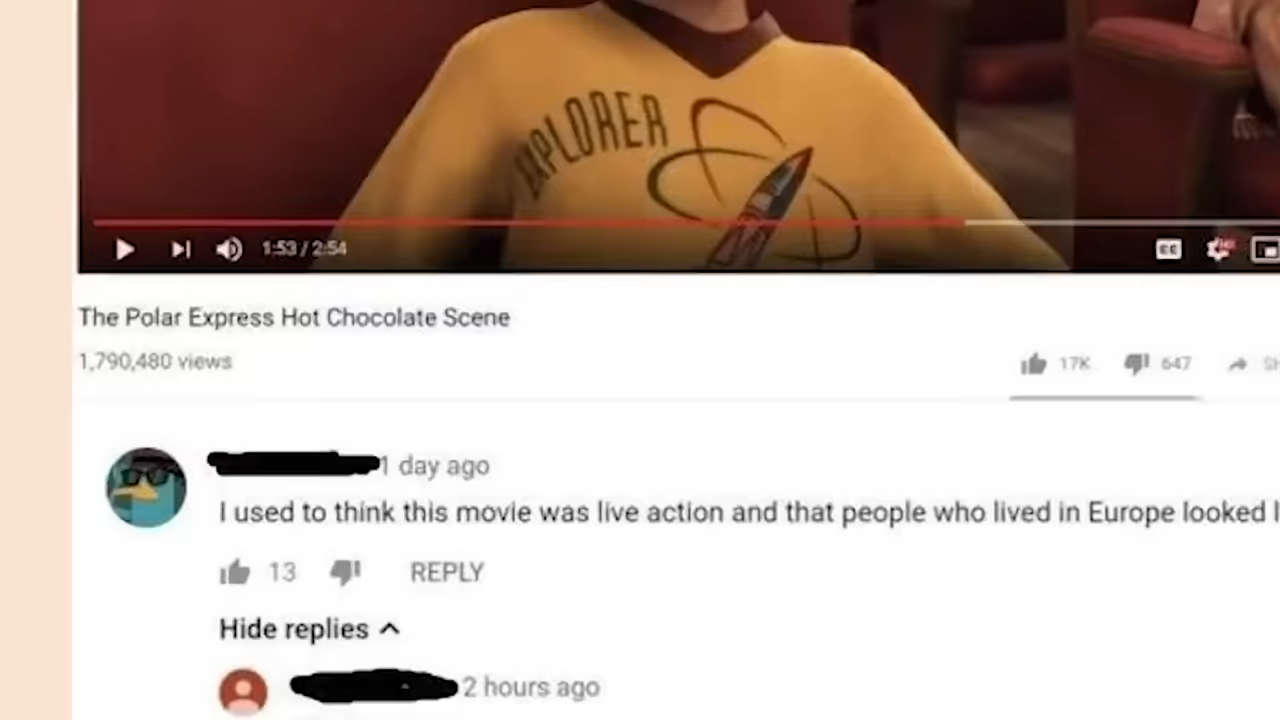 EXPLORER
1:53 / 2:54
CC
The Polar Express Hot Chocolate Scene
1,790,480 views
17K 647
1 day ago
I used to think this movie was live action and that people who lived in Europe looked
13 REPLY
Hide replies
2 hours ago